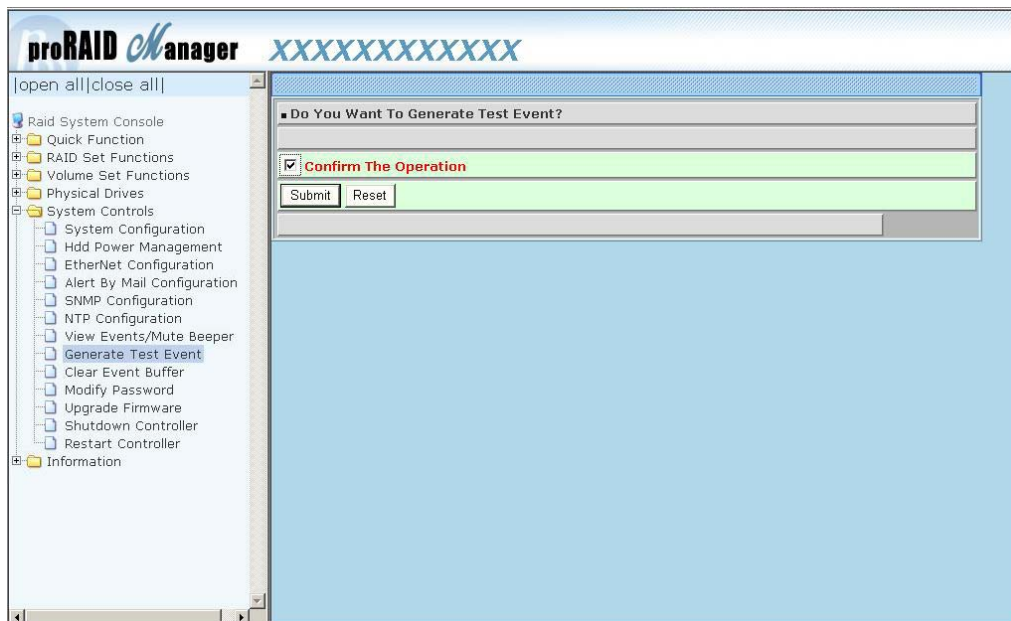 proRAID Manager XXXXXXXXXXXX
|open all|close all|
Raid System Console
Quick Function
RAID Set Functions
Volume Set Functions
Physical Drives
System Controls
System Configuration
Hdd Power Management
EtherNet Configuration
Alert By Mail Configuration
SNMP Configuration
NTP Configuration
View Events/Mute Beeper
Generate Test Event
Clear Event Buffer
Modify Password
Upgrade Firmware
Shutdown Controller
Restart Controller
Information
Do You Want To Generate Test Event?
Confirm The Operation
Submit Reset